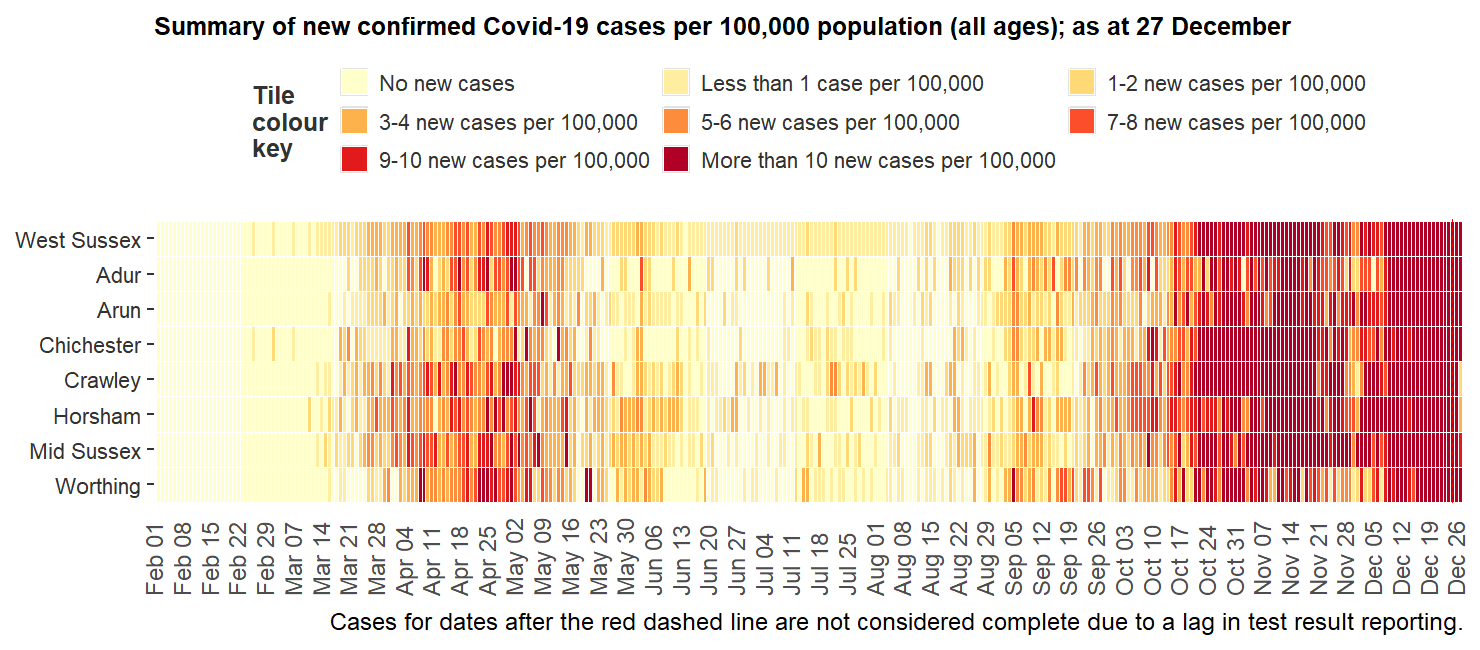 Summary of new confirmed Covid-19 cases per 100,000 population (all ages); as at 27 December
Tile
colour
key
No new cases
Less than 1 case per 100,000
1-2 new cases per 100,000
3-4 new cases per 100,000
5-6 new cases per 100,000
7-8 new cases per 100,000
9-10 new cases per 100,000
More than 10 new cases per 100,000
West Sussex
Adur
Arun
Chichester
Crawley
Horsham
Mid Sussex
Worthing
Feb 01
Feb 08
Feb 15
Feb 22
Feb 29
Mar 07
Mar 14
Mar 21
Mar 28
Apr 04
Apr 11
Apr 18
Apr 25
May 02
May 09
May 16
May 23
May 30
Jun 06
Jun 13
Jun 20
Jun 27
Jul 04
Jul 11
Jul 18
Jul 25
Aug 01
Aug 08
Aug 15
Aug 22
Aug 29
Sep 05
Sep 12
Sep 19
Sep 26
Oct 03
Oct 10
Oct 17
Oct 24
Oct 31
Nov 07
Nov 14
Nov 21
Nov 28
Dec 05
Dec 12
Dec 19
Dec 26
Cases for dates after the red dashed line are not considered complete due to a lag in test result reporting.